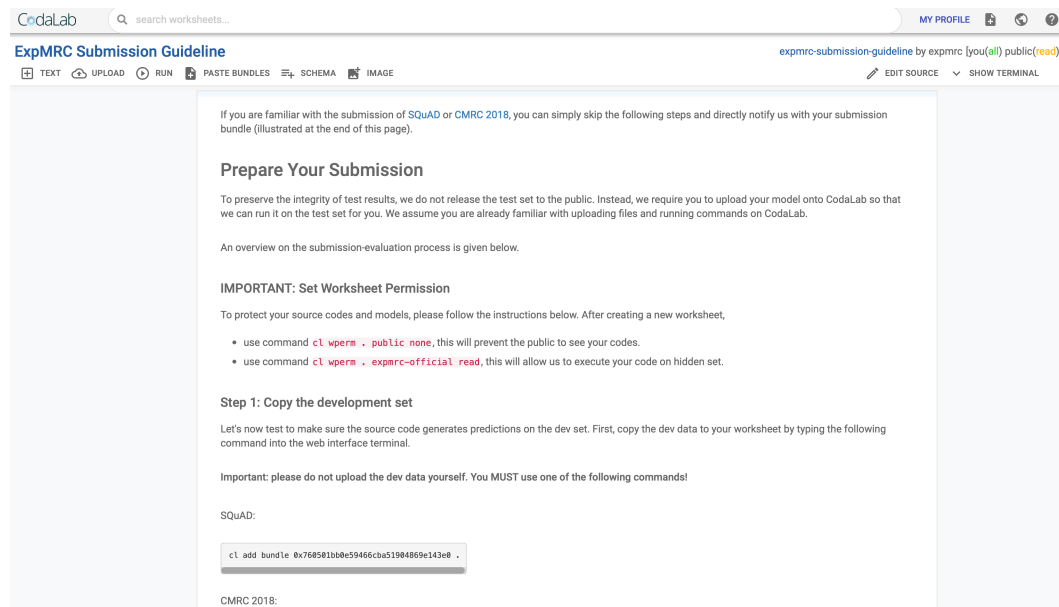 CodaLab
search worksheets...
MY PROFILE
ExpMRC Submission Guideline
expmrc-submission-guideline by expmrc [you(all) public(read)
TEXT UPLOAD RUN PASTE BUNDLES SCHEMA IMAGE
EDIT SOURCE SHOW TERMINAL
If you are familiar with the submission of SQuAD or CMRC 2018, you can simply skip the following steps and directly notify us with your submission
bundle (illustrated at the end of this page).
Prepare Your Submission
To preserve the integrity of test results, we do not release the test set to the public. Instead, we require you to upload your model onto CodaLab so that
we can run it on the test set for you. We assume you are already familiar with uploading files and running commands on CodaLab.
An overview on the submission-evaluation process is given below.
IMPORTANT: Set Worksheet Permission
To protect your source codes and models, please follow the instructions below. After creating a new worksheet,
• use command cl wperm . public none, this will prevent the public to see your codes.
• use command cl wperm . expmrc-official read, this will allow us to execute your code on hidden set.
Step 1: Copy the development set
Let's now test to make sure the source code generates predictions on the dev set. First, copy the dev data to your worksheet by typing the following
command into the web interface terminal.
Important: please do not upload the dev data yourself. You MUST use one of the following commands!
SQuAD:
cl add bundle 0x760501bb0e59466cba51904869e143e0 .
CMRC 2018: